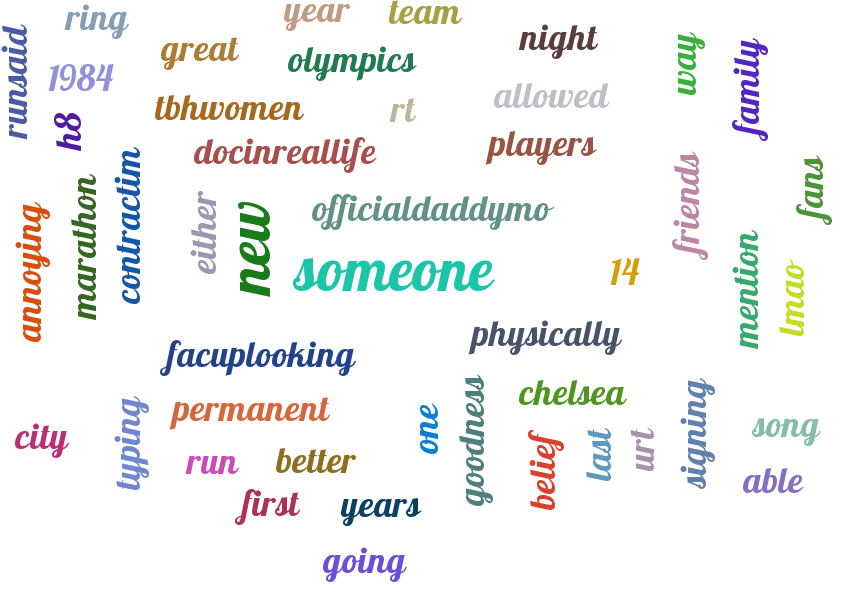 year
team
ring
runsaid
great
night
way
family
olympics
1984
allowed
tbhwomen
rt
h8
players
docinreallife
friends
fans
contractim
marathon
either
new
officialdaddymo
annoying
someone
14
mention
lmao
physically
facuplooking
chelsea
permanent
one
goodness
city
typing
run
better
belief
last
urt
signing
song
able
first
years
going